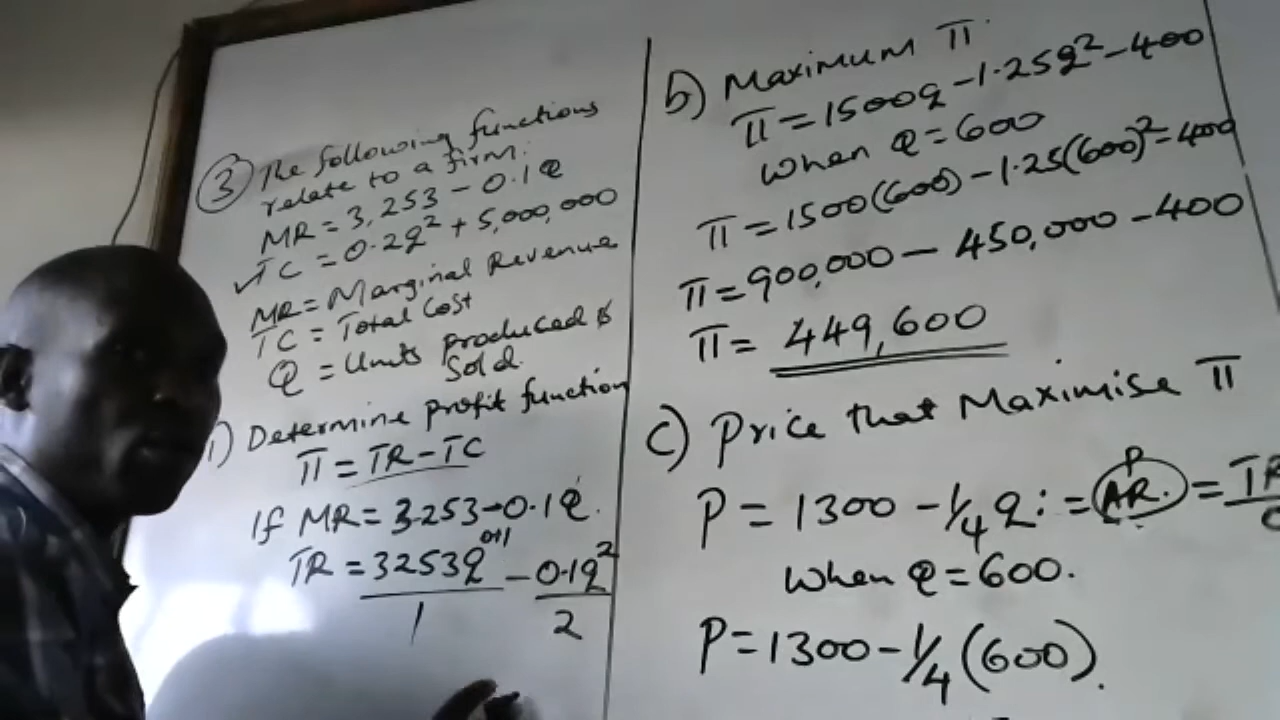 ③ The following functions
relate to a firm:
MR = 3,253 - 0.1Q
✓TC = 0.2q² + 5,000,000
MR = Marginal Revenue
TC = Total Cost
Q = Units produced &
Sold.
1) Determine profit function
Π = TR - TC
If MR = 3253 - 0.1Q.
TR = 3253q⁰⁺¹ - 0.1q²
1 2
b) Maximum Π.
Π = 1500q - 1.25q² - 400
When Q = 600
Π = 1500(600) - 1.25(600)² - 400
Π = 900,000 - 450,000 - 400
Π = 449,600
c) Price that Maximise Π
P
P = 1300 - 1/4 q : = (AR.) = TR
When Q = 600.
P = 1300 - 1/4 (600).